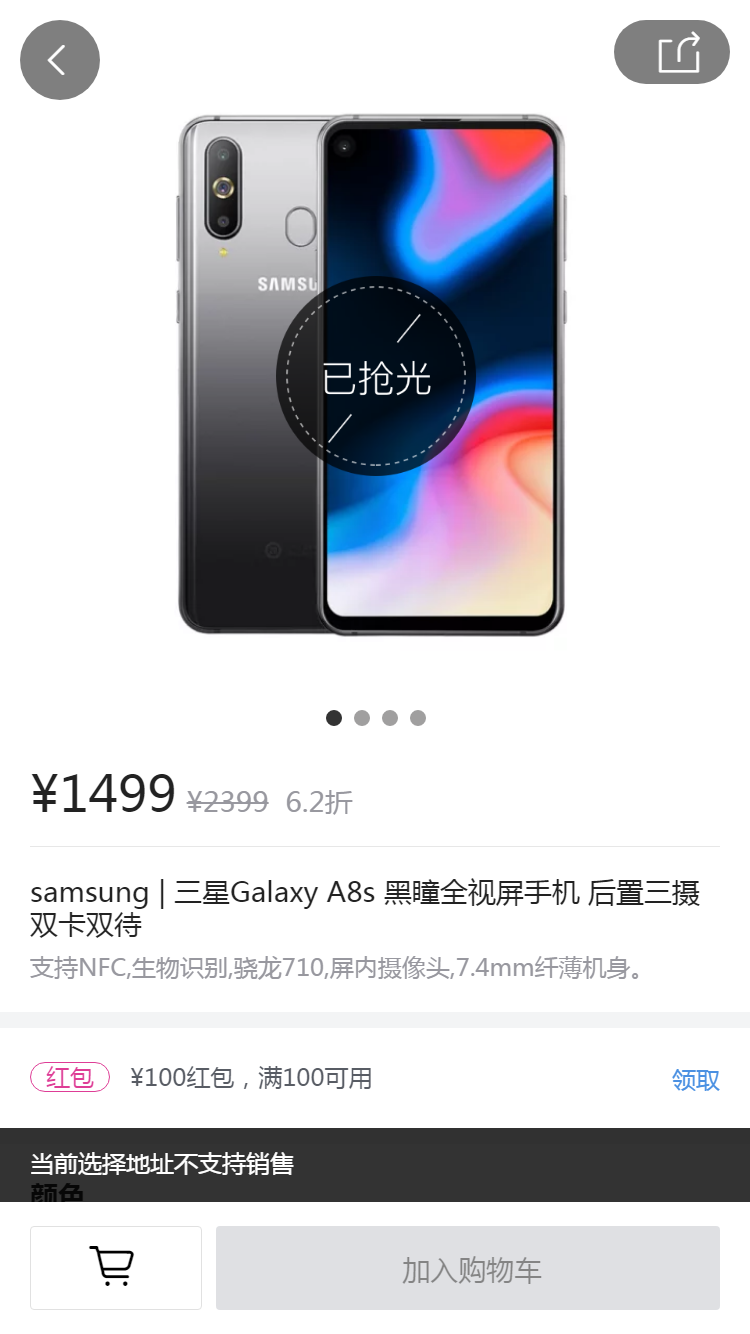 SAMSU
已抢光
¥1499 ¥2399 6.2折
samsung | 三星Galaxy A8s 黑瞳全视屏手机 后置三摄
双卡双待
支持NFC,生物识别,骁龙710,屏内摄像头,7.4mm纤薄机身。
红包 ¥100红包，满100可用 领取
当前选择地址不支持销售
颜色
加入购物车